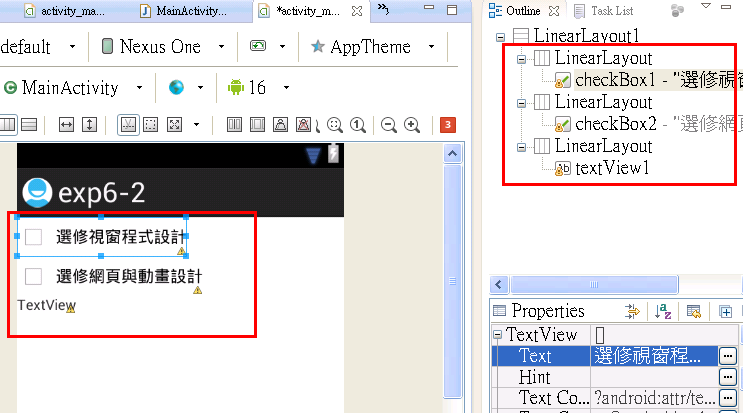 activity_ma...
MainActivity...
*activity_m...
default
Nexus One
AppTheme
MainActivity
16
3
exp6-2
選修視窗程式設計
選修網頁與動畫設計
TextView
Outline
Task List
LinearLayout1
LinearLayout
checkBox1 - "選修視窗
LinearLayout
checkBox2 - "選修網頁
LinearLayout
Ab textView1
Properties
TextView []
Text 選修視窗程...
Hint
Text Co... ?android:attr/te...